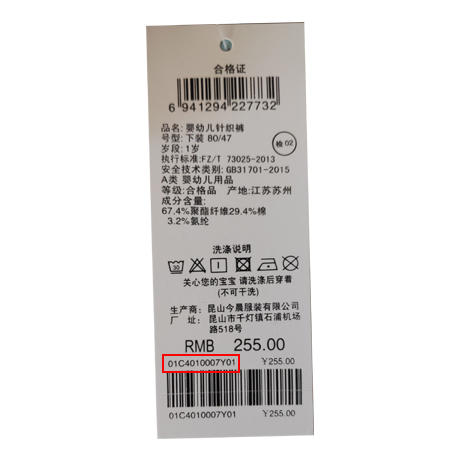 合格证
6 941294 227732
品名: 婴幼儿针织裤
号型: 下装 80/47
检 02
岁段: 1岁
执行标准: FZ/T 73025-2013
安全技术类别: GB31701-2015
A类 婴幼儿用品
等级: 合格品 产地: 江苏苏州
成分含量:
67.4%聚酯纤维29.4%棉
3.2%氨纶
洗涤说明
30
关心您的宝宝 请洗涤后穿着
(不可干洗)
生产商: 昆山今晨服装有限公司
厂 址: 昆山市千灯镇石浦机场
路518号
RMB 255.00
01C4010007Y01 ¥255.00
01C4010007Y01 ¥255.00